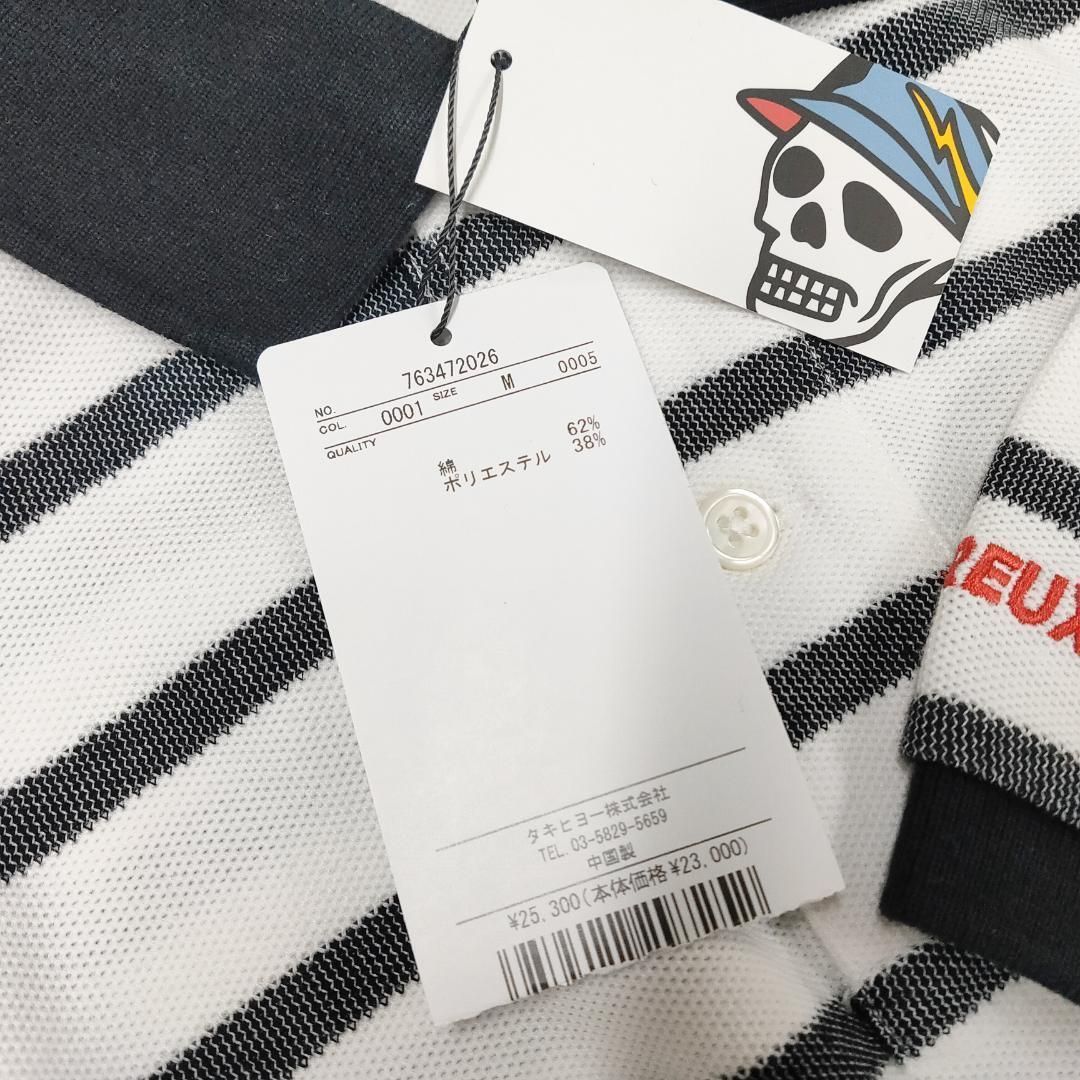 NO. 763472026
COL. 0001 SIZE M 0005
QUALITY
綿 62%
ポリエステル 38%
タキヒヨー株式会社
TEL. 03-5829-5659
中国製
¥25,300(本体価格¥23,000)
REUX